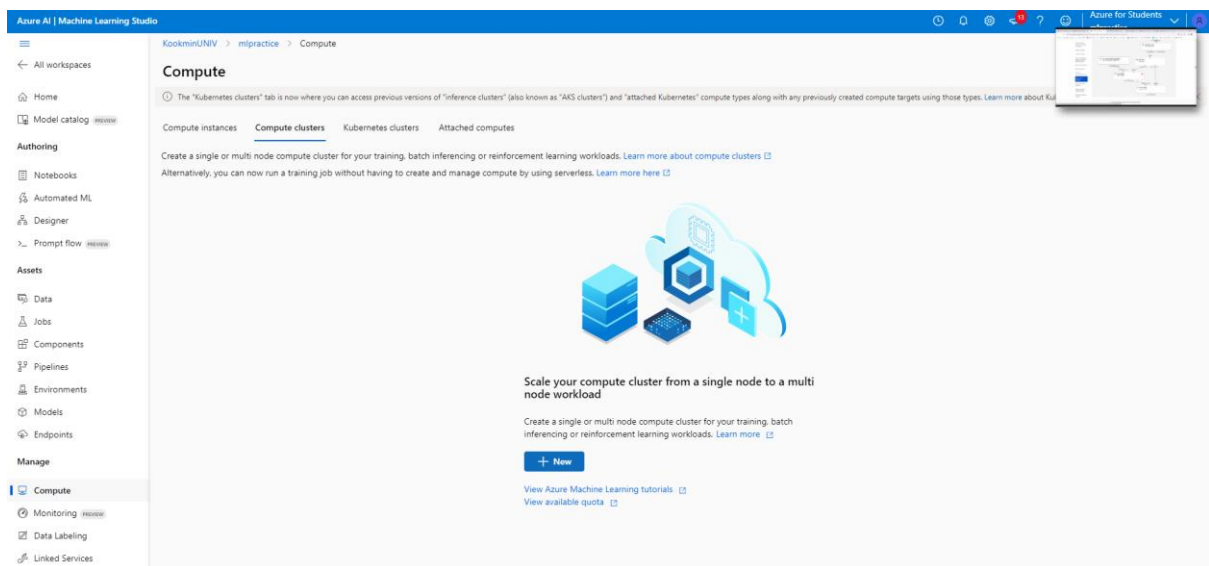 Azure AI | Machine Learning Studio
13
?
Azure for Students
KookminUNIV > mlpractice > Compute
All workspaces
Compute
The "Kubernetes clusters" tab is now where you can access previous versions of "inference clusters" (also known as "AKS clusters") and "attached Kubernetes" compute types along with any previously created compute targets using those types. Learn more about Ku
Home
Model catalog PREVIEW
Compute instances Compute clusters Kubernetes clusters Attached computes
Authoring
Create a single or multi node compute cluster for your training, batch inferencing or reinforcement learning workloads. Learn more about compute clusters
Alternatively, you can now run a training job without having to create and manage compute by using serverless. Learn more here
Notebooks
Automated ML
Designer
Prompt flow PREVIEW
Assets
Data
Jobs
Components
Pipelines
Environments
Models
Endpoints
Manage
Compute
Monitoring PREVIEW
Data Labeling
Linked Services
Scale your compute cluster from a single node to a multi
node workload
Create a single or multi node compute cluster for your training, batch
inferencing or reinforcement learning workloads. Learn more
+ New
View Azure Machine Learning tutorials
View available quota